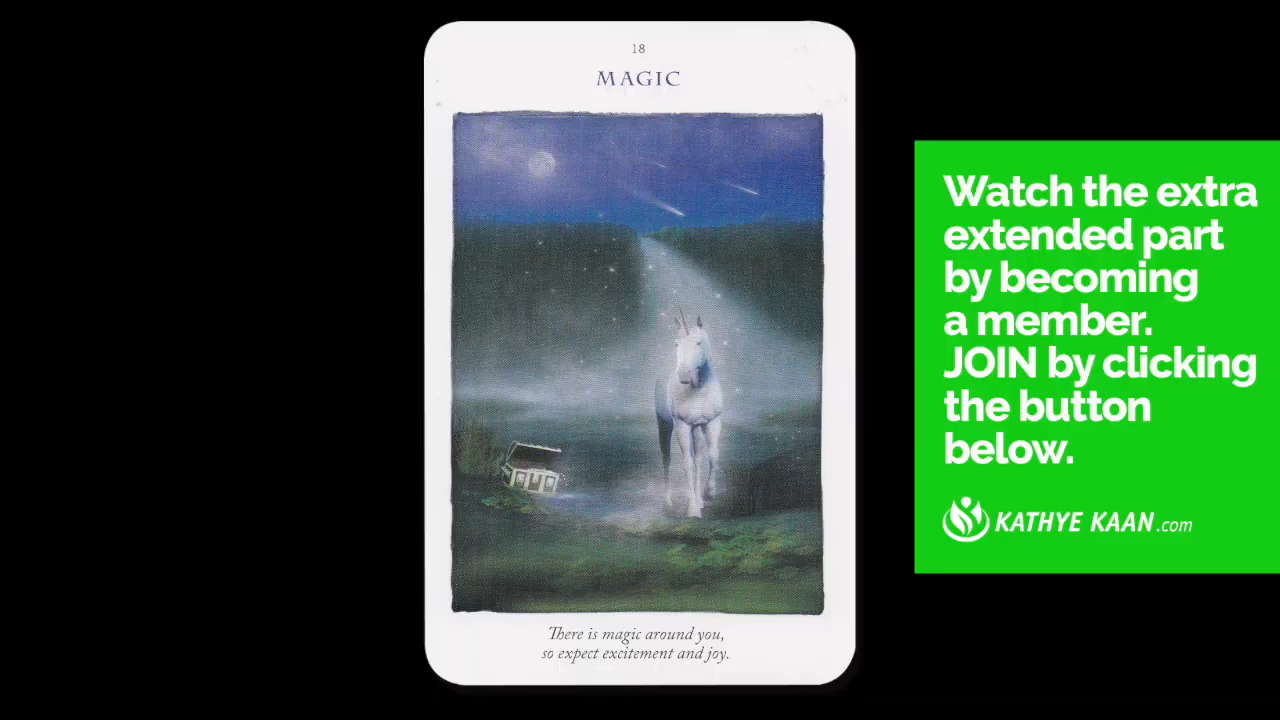 18
MAGIC
There is magic around you,
so expect excitement and joy.
Watch the extra
extended part
by becoming
a member.
JOIN by clicking
the button
below.
KATHYE KAAN.com